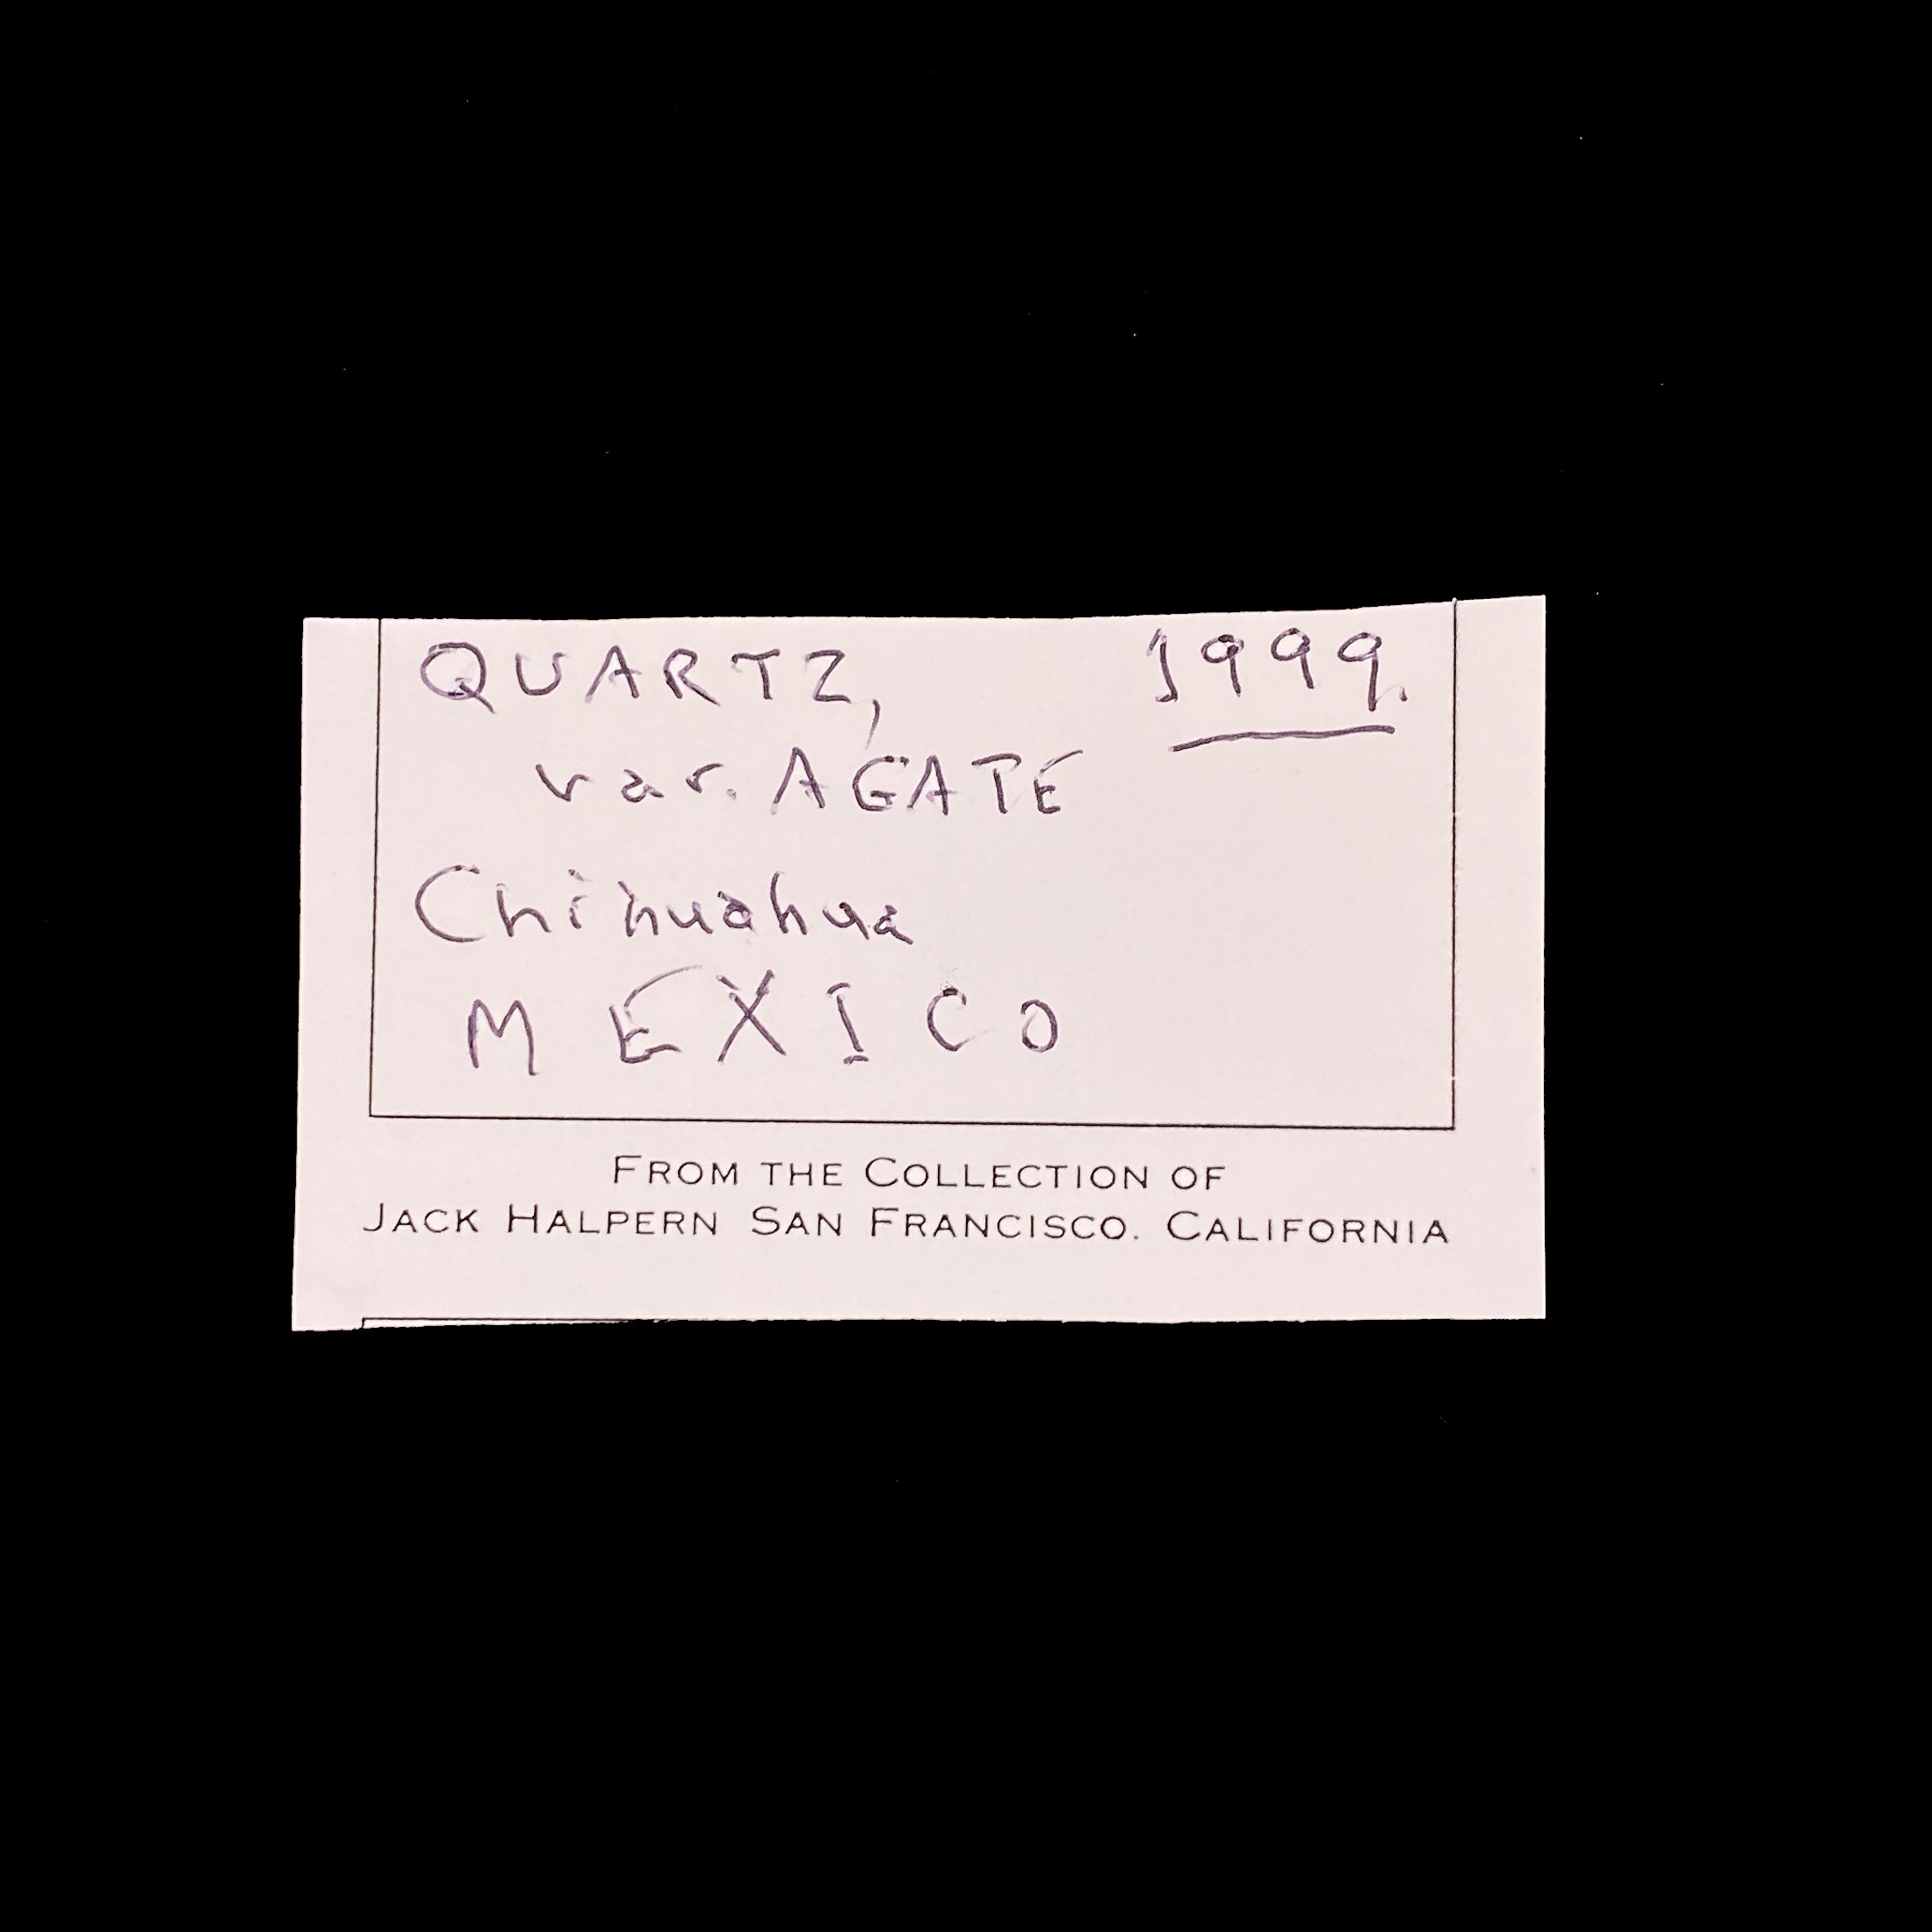 QUARTZ, 1999.
var. AGATE
Chihuahua
MEXICO
FROM THE COLLECTION OF
JACK HALPERN SAN FRANCISCO. CALIFORNIA